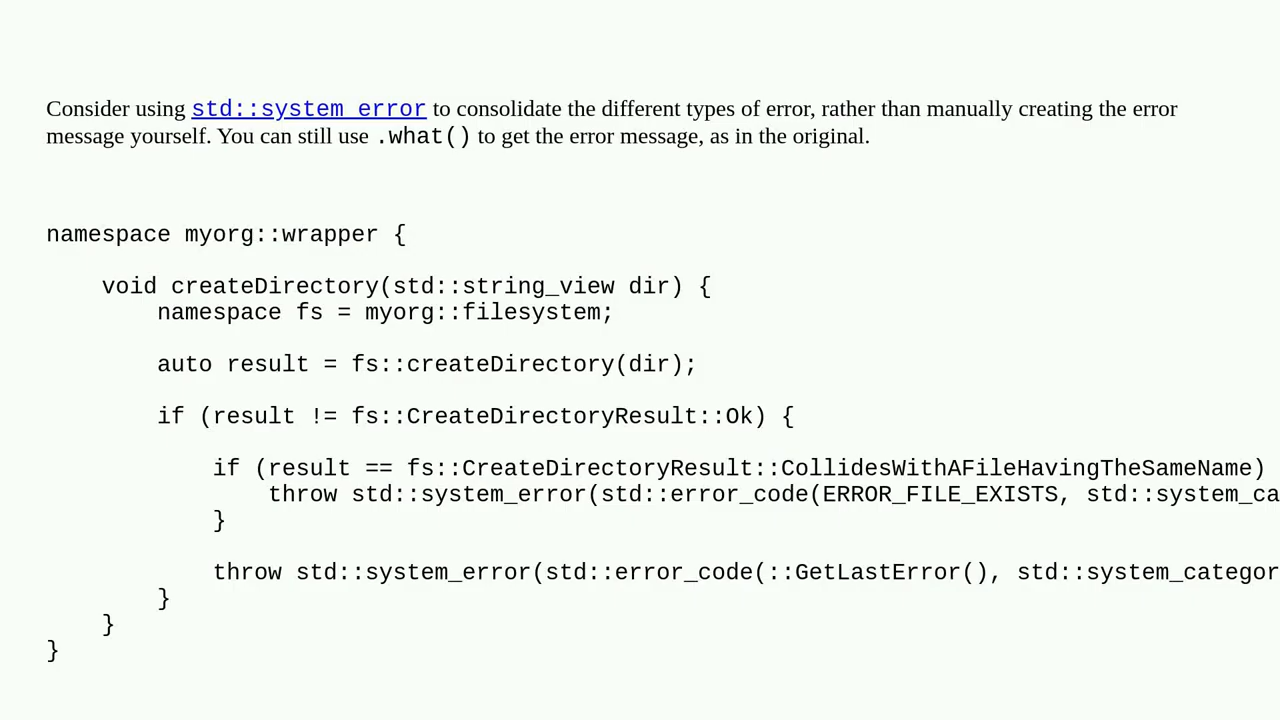 Consider using std::system_error to consolidate the different types of error, rather than manually creating the error
message yourself. You can still use .what() to get the error message, as in the original.
namespace myorg::wrapper {
void createDirectory(std::string_view dir) {
namespace fs = myorg::filesystem;
auto result = fs::createDirectory(dir);
if (result != fs::CreateDirectoryResult::Ok) {
if (result == fs::CreateDirectoryResult::CollidesWithAFileHavingTheSameName)
throw std::system_error(std::error_code(ERROR_FILE_EXISTS, std::system_ca
}
throw std::system_error(std::error_code(::GetLastError(), std::system_categor
}
}
}